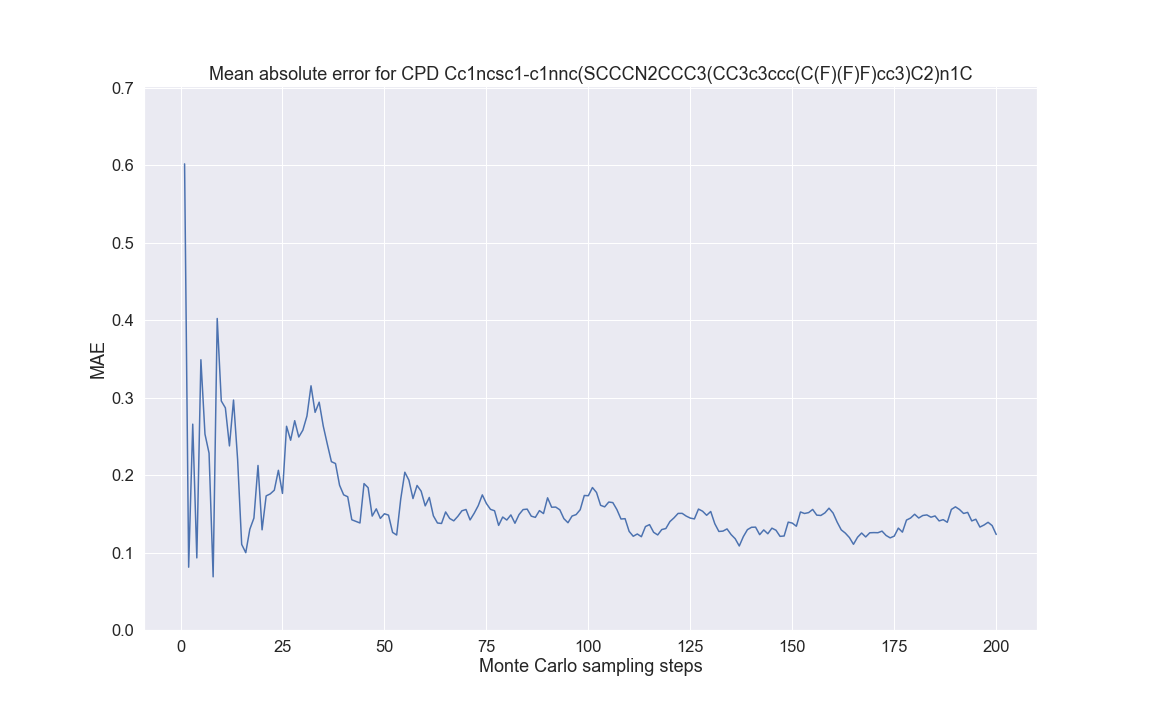 Mean absolute error for CPD Cc1ncsc1-c1nnc(SCCCN2CCC3(CC3c3ccc(C(F)(F)F)cc3)C2)n1C
0.7
0.6
0.5
0.4
0.3
0.2
0.1
0.0
MAE
0 25 50 75 100 125 150 175 200
Monte Carlo sampling steps